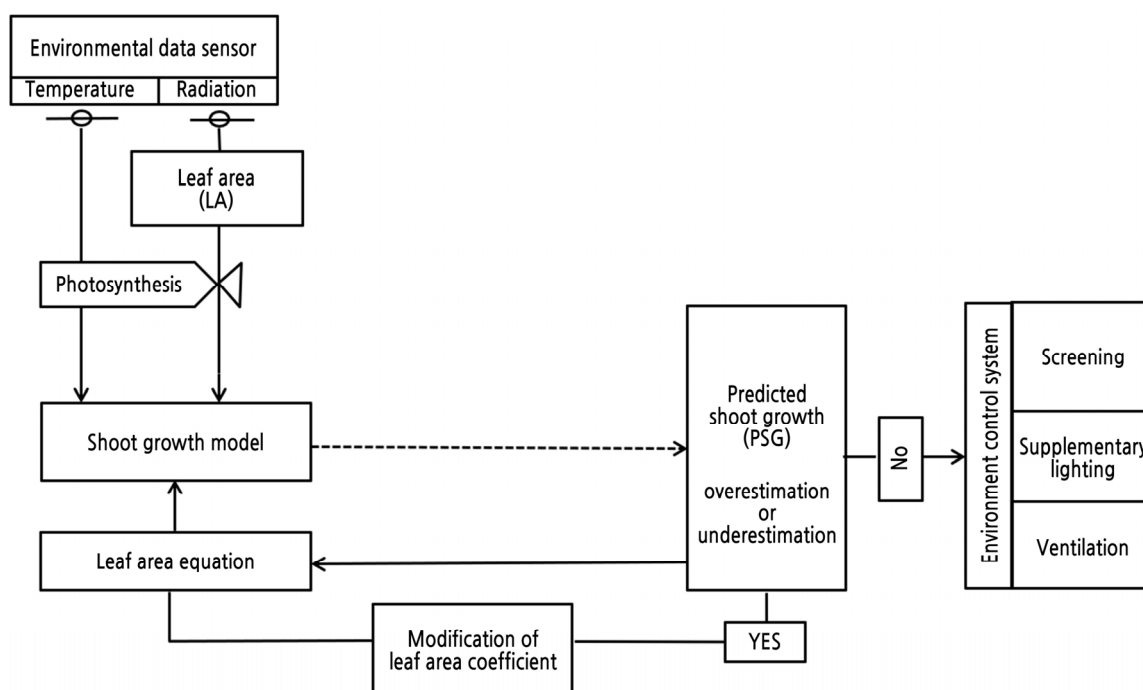 Environmental data sensor
Temperature
Radiation
Leaf area
(LA)
Photosynthesis
Shoot growth model
Leaf area equation
Modification of
leaf area coefficient
Predicted
shoot growth
(PSG)
overestimation
or
underestimation
YES
No
Environment control system
Screening
Supplementary
lighting
Ventilation